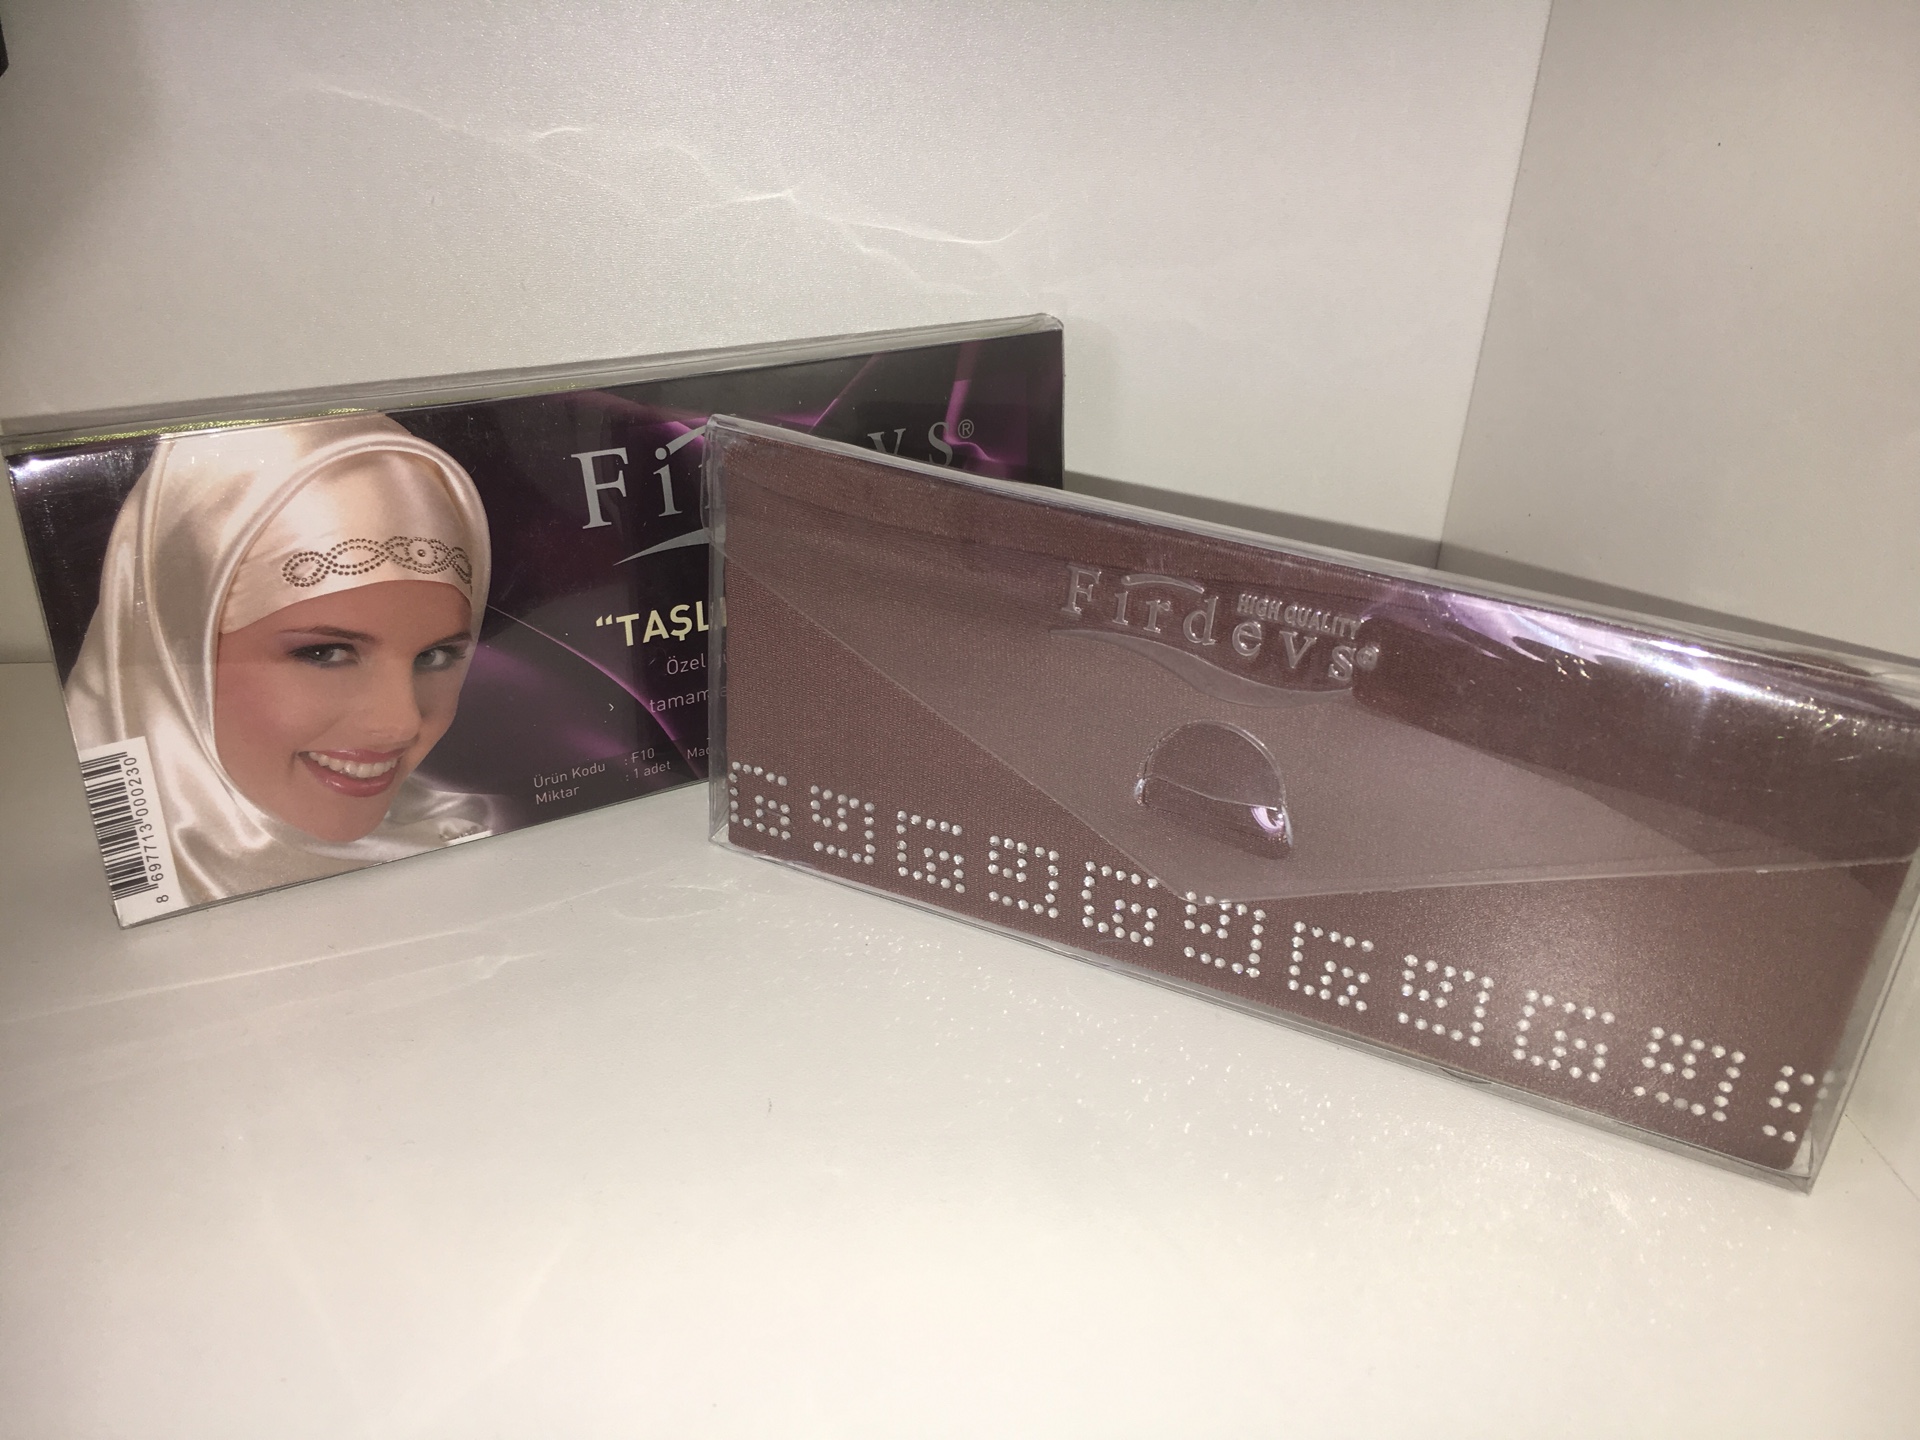 Firdevs®
"TAŞL
Özel
tamam
Ürün Kodu : F10
Miktar : 1 adet
8 697713 000230
Firdevs®
HIGH QUALITY